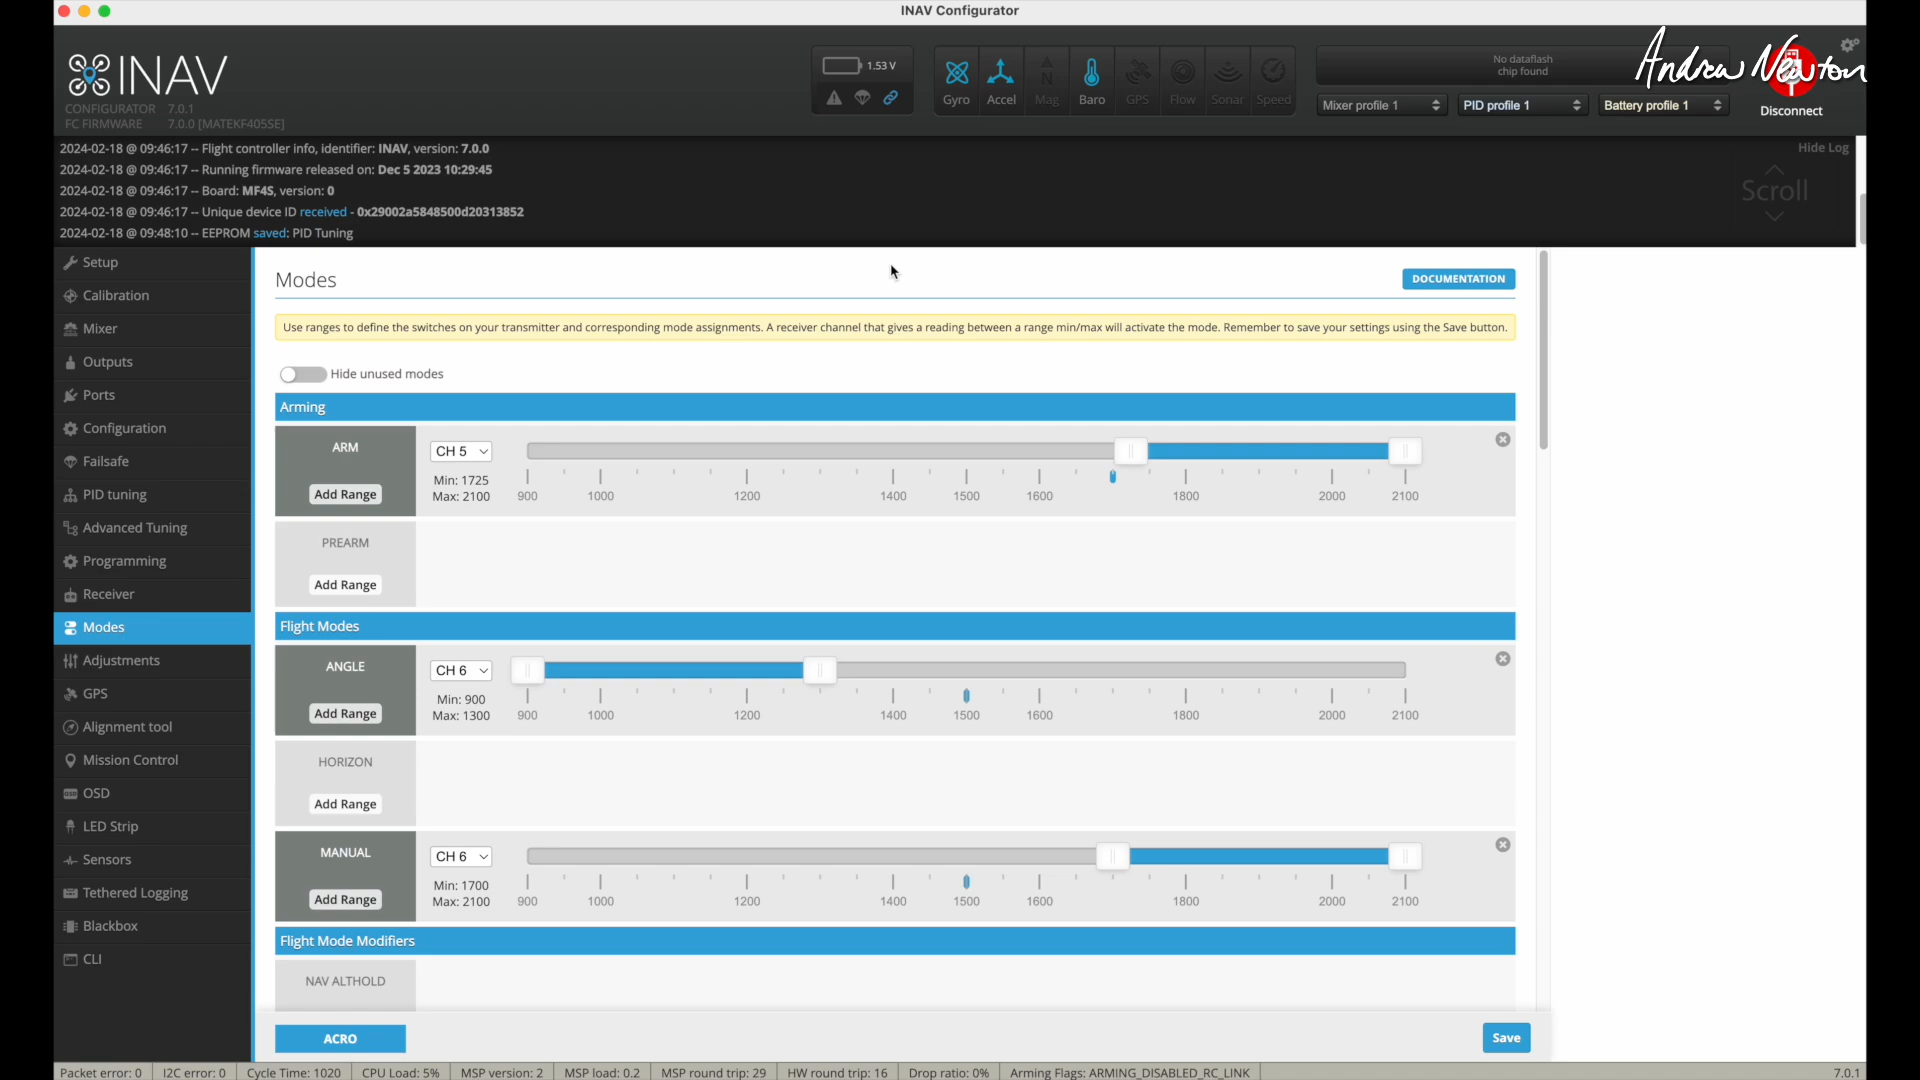 INAV Configurator
INAV
CONFIGURATOR 7.0.1
FC FIRMWARE 7.0.0 [MATEKF405SE]
1.53 V
Gyro Accel Mag Baro GPS Flow Sonar Speed
No dataflash
chip found
Mixer profile 1 PID profile 1 Battery profile 1
Andrew Newton
Disconnect
2024-02-18 @ 09:46:17 -- Flight controller info, identifier: INAV, version: 7.0.0
2024-02-18 @ 09:46:17 -- Running firmware released on: Dec 5 2023 10:29:45
2024-02-18 @ 09:46:17 -- Board: MF4S, version: 0
2024-02-18 @ 09:46:17 -- Unique device ID received - 0x29002a5848500d20313852
2024-02-18 @ 09:48:10 -- EEPROM saved: PID Tuning
Hide Log
Scroll
Setup
Calibration
Mixer
Outputs
Ports
Configuration
Failsafe
PID tuning
Advanced Tuning
Programming
Receiver
Modes
Adjustments
GPS
Alignment tool
Mission Control
OSD
LED Strip
Sensors
Tethered Logging
Blackbox
CLI
Modes
DOCUMENTATION
Use ranges to define the switches on your transmitter and corresponding mode assignments. A receiver channel that gives a reading between a range min/max will activate the mode. Remember to save your settings using the Save button.
Hide unused modes
Arming
ARM
Add Range
CH 5
Min: 1725
Max: 2100
900 1000 1200 1400 1500 1600 1800 2000 2100
PREARM
Add Range
Flight Modes
ANGLE
Add Range
CH 6
Min: 900
Max: 1300
900 1000 1200 1400 1500 1600 1800 2000 2100
HORIZON
Add Range
MANUAL
Add Range
CH 6
Min: 1700
Max: 2100
900 1000 1200 1400 1500 1600 1800 2000 2100
Flight Mode Modifiers
NAV ALTHOLD
ACRO
Save
Packet error: 0 I2C error: 0 Cycle Time: 1020 CPU Load: 5% MSP version: 2 MSP load: 0.2 MSP round trip: 29 HW round trip: 16 Drop ratio: 0% Arming Flags: ARMING_DISABLED_RC_LINK 7.0.1